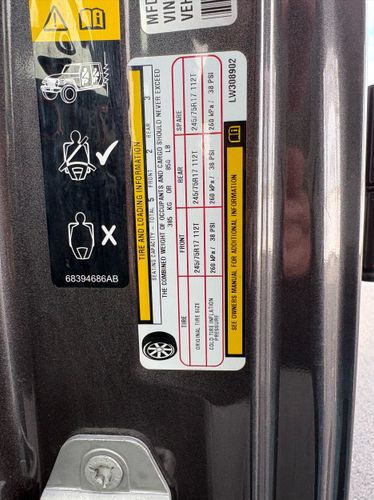 MFD
VIN
VEH
68394686AB
TIRE AND LOADING INFORMATION
SEATING CAPACITY TOTAL 5 FRONT 2 REAR 3
THE COMBINED WEIGHT OF OCCUPANTS AND CARGO SHOULD NEVER EXCEED
385 KG OR 850 LB
TIRE FRONT REAR SPARE
ORIGINAL TIRE SIZE 245/75R17 112T 245/75R17 112T 245/75R17 112T
COLD TIRE INFLATION PRESSURE 260 kPa / 38 PSI 260 kPa / 38 PSI 260 kPa / 38 PSI
SEE OWNERS MANUAL FOR ADDITIONAL INFORMATION
LW308902